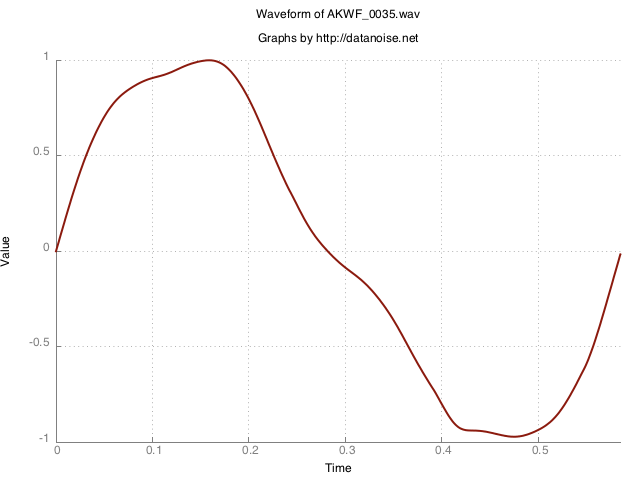 Waveform of AKWF_0035.wav
Graphs by http://datanoise.net
1
0.5
0
-0.5
-1
Value
0 0.1 0.2 0.3 0.4 0.5
Time